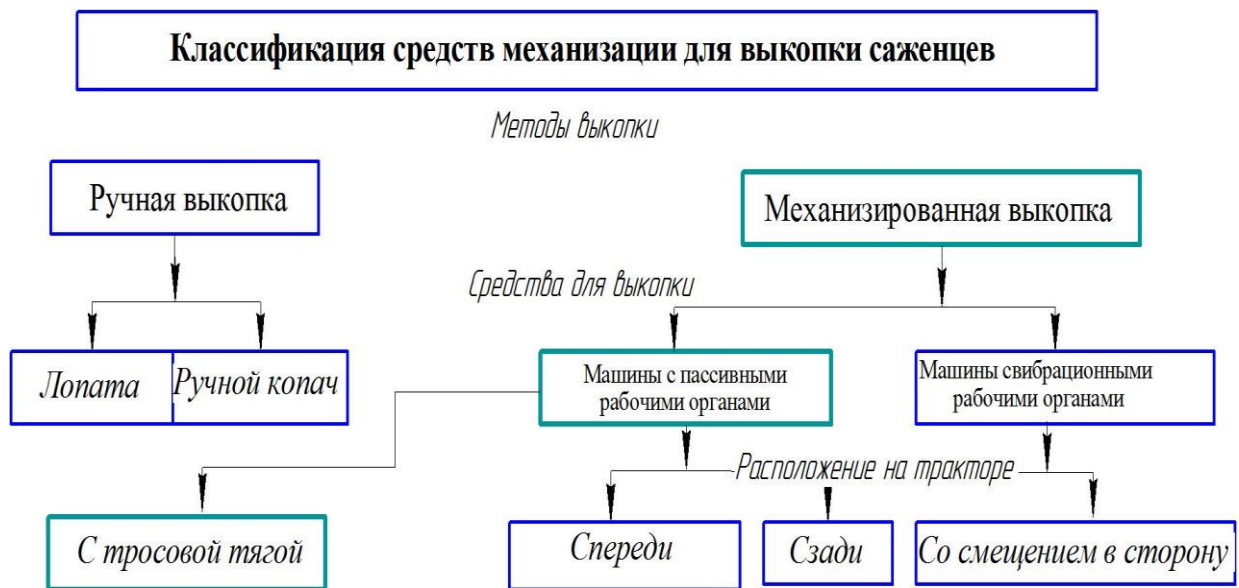 Классификация средств механизации для выкопки саженцев
Методы выкопки
Ручная выкопка
Механизированная выкопка
Средства для выкопки
Лопата
Ручной копач
Машины с пассивными
рабочими органами
Машины свибрационными
рабочими органами
Расположение на тракторе
С тросовой тягой
Спереди
Сзади
Со смещением в сторону